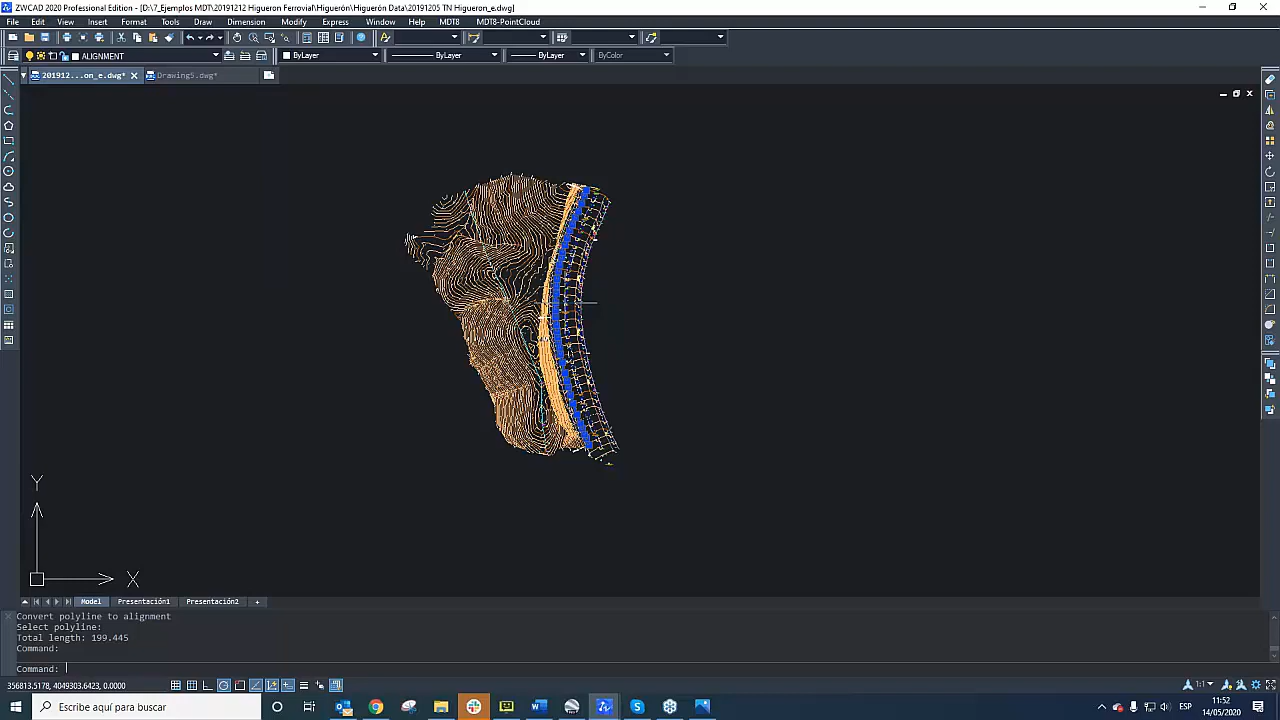 ZWCAD 2020 Professional Edition - [D:\7_Ejemplos MDT\20191212 Higueron Ferrovial\Higuerón\Higuerón Data\20191205 TN Higueron_e.dwg]
File Edit View Insert Format Tools Draw Dimension Modify Express Window Help MDT8 MDT8-PointCloud
ALIGNMENT ByLayer ByLayer ByLayer ByColor
201912...on_e.dwg* Drawing5.dwg*
Y
X
Model Presentación1 Presentación2 +
Convert polyline to alignment
Select polyline:
Total length: 199.445
Command:
Command:
356813.5178, 4049303.6423, 0.0000 1:1
Escribe aquí para buscar
ESP
11:52
14/05/2020